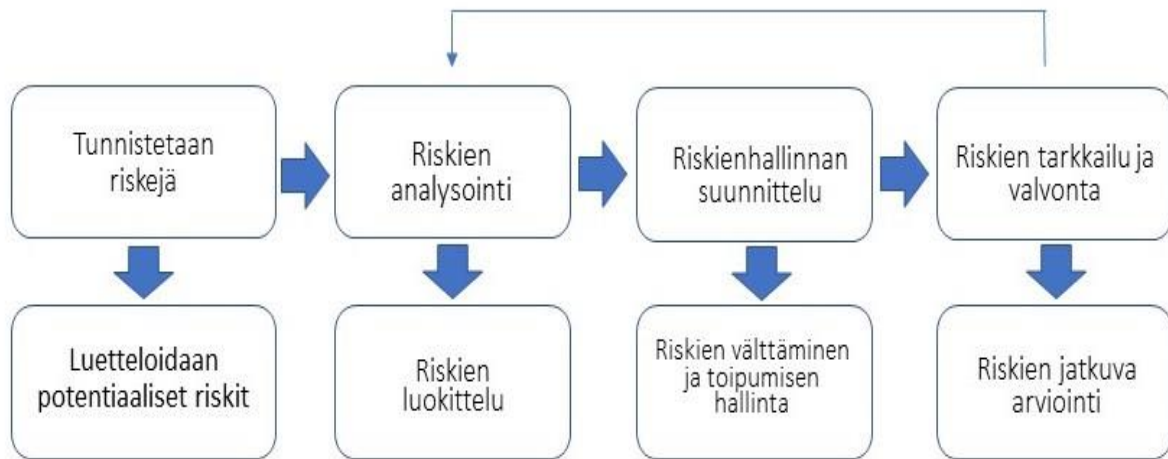 Tunnistetaan
riskejä
Riskien
analysointi
Riskienhallinnan
suunnittelu
Riskien tarkkailu ja
valvonta
Luetteloidaan
potentiaaliset riskit
Riskien
luokittelu
Riskien välttäminen
ja toipumisen
hallinta
Riskien jatkuva
arviointi